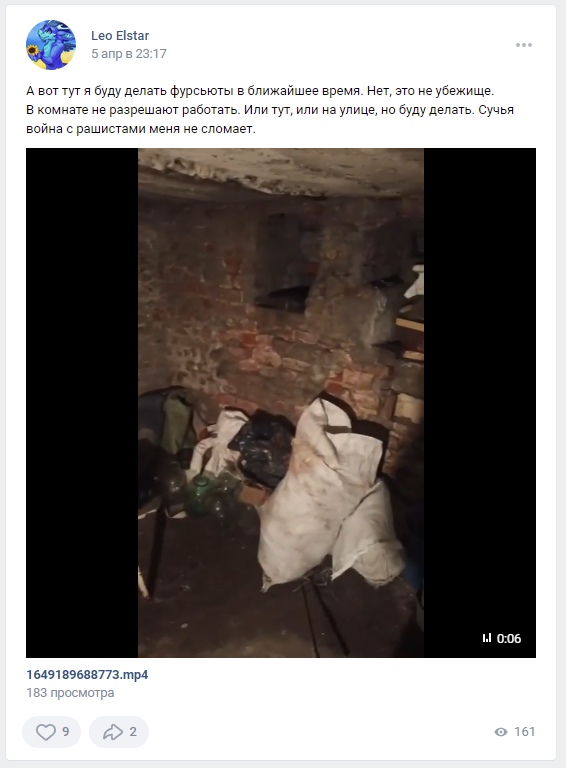 Leo Elstar
5 апр в 23:17
А вот тут я буду делать фурсьюты в ближайшее время. Нет, это не убежище.
В комнате не разрешают работать. Или тут, или на улице, но буду делать. Сучья
война с рашистами меня не сломает.
0:06
1649189688773.mp4
183 просмотра
9
2
161